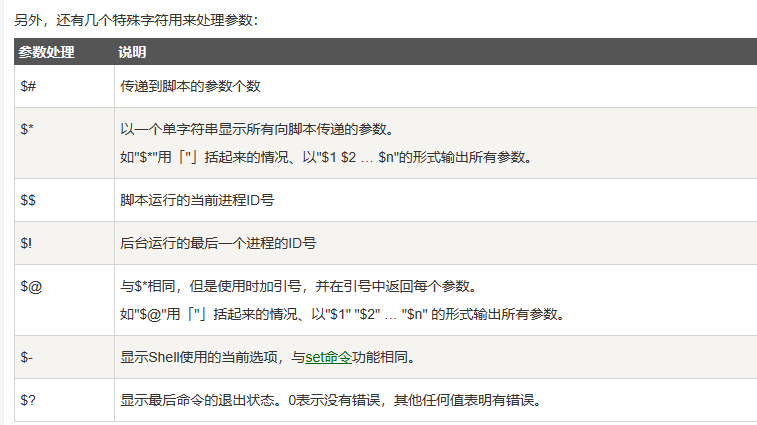 另外，还有几个特殊字符用来处理参数：
参数处理 说明
$# 传递到脚本的参数个数
$* 以一个单字符串显示所有向脚本传递的参数。
如"$*"用「"」括起来的情况、以"$1 $2 … $n"的形式输出所有参数。
$$ 脚本运行的当前进程ID号
$! 后台运行的最后一个进程的ID号
$@ 与$*相同，但是使用时加引号，并在引号中返回每个参数。
如"$@"用「"」括起来的情况、以"$1" "$2" … "$n" 的形式输出所有参数。
$- 显示Shell使用的当前选项，与set命令功能相同。
$? 显示最后命令的退出状态。0表示没有错误，其他任何值表明有错误。